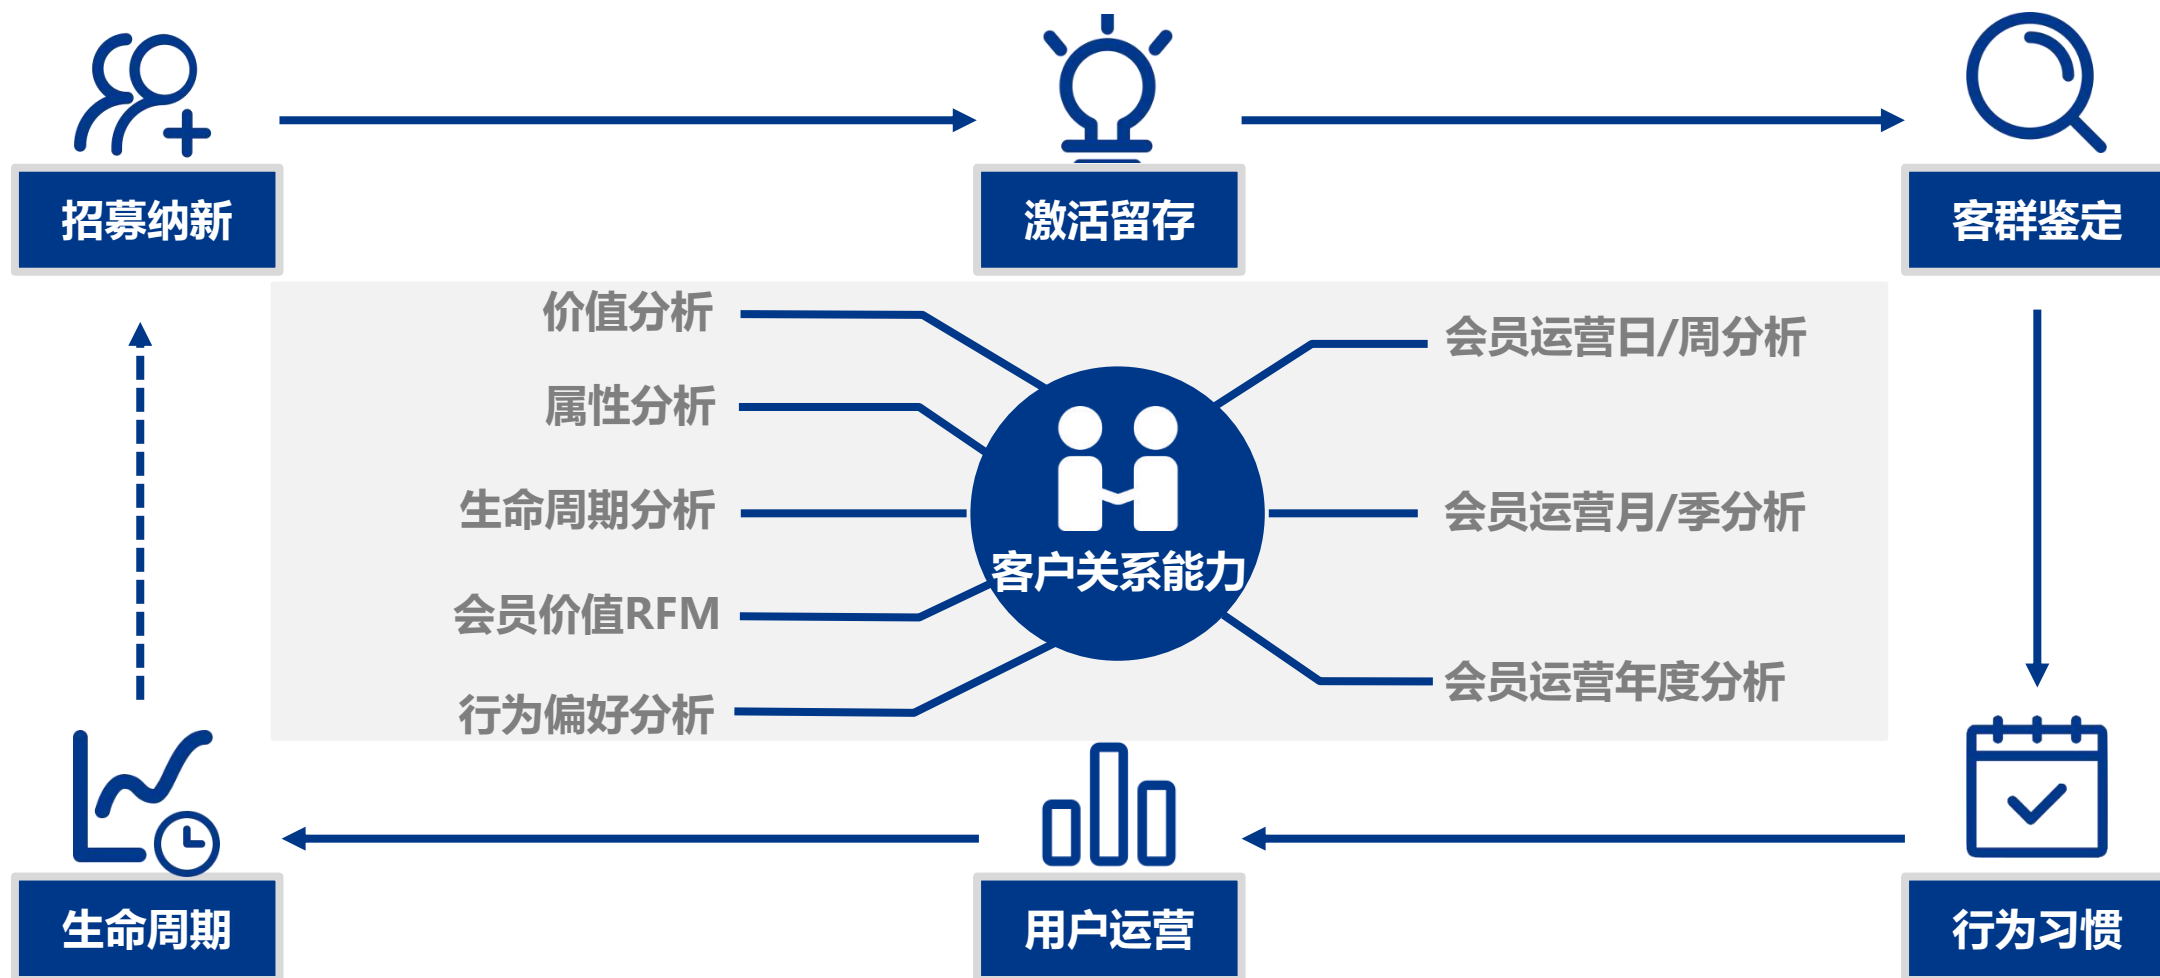 招募纳新
激活留存
客群鉴定
价值分析
属性分析
生命周期分析
会员价值RFM
行为偏好分析
客户关系能力
会员运营日/周分析
会员运营月/季分析
会员运营年度分析
生命周期
用户运营
行为习惯